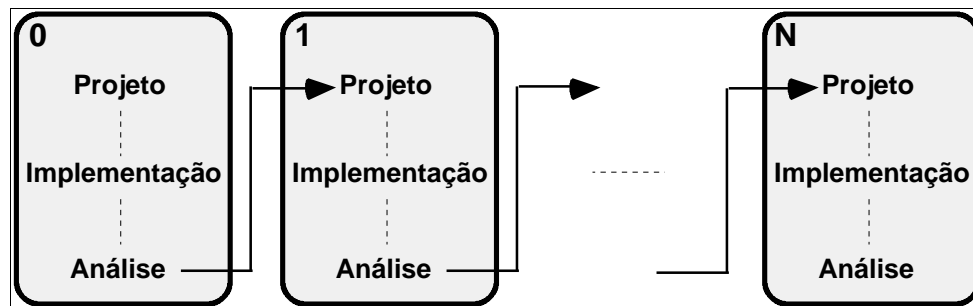 0
Projeto
Implementação
Análise
1
Projeto
Implementação
Análise
N
Projeto
Implementação
Análise